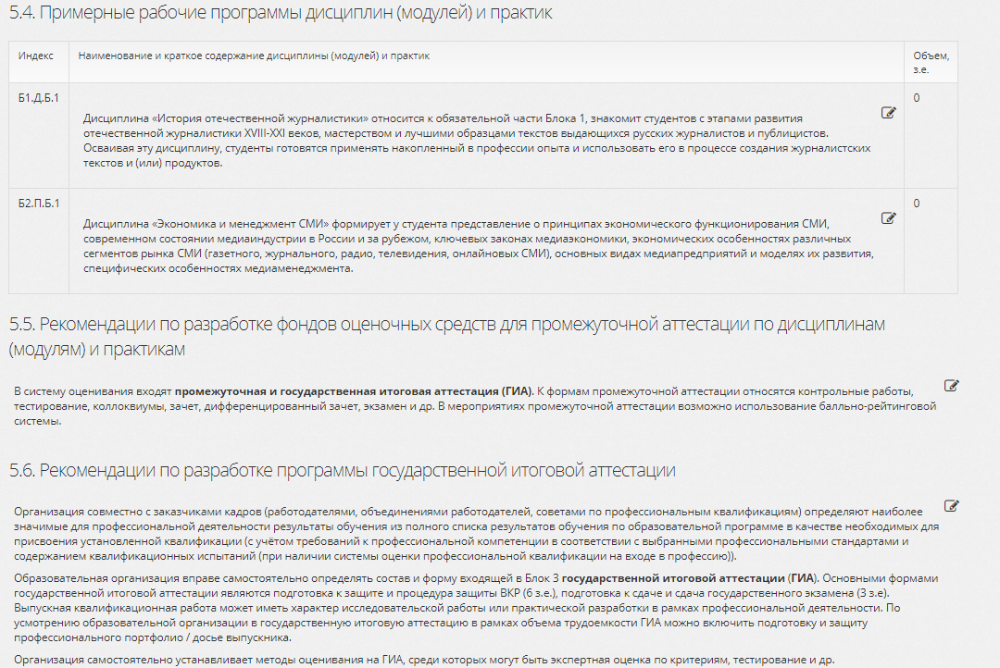 5.4. Примерные рабочие программы дисциплин (модулей) и практик
Индекс
Наименование и краткое содержание дисциплины (модулей) и практик
Объем,
з.е.
Б1.Д.Б.1
Дисциплина «История отечественной журналистики» относится к обязательной части Блока 1, знакомит студентов с этапами развития
отечественной журналистики XVIII-XXI веков, мастерством и лучшими образцами текстов выдающихся русских журналистов и публицистов.
Осваивая эту дисциплину, студенты готовятся применять накопленный в профессии опыта и использовать его в процессе создания журналистских
текстов и (или) продуктов.
0
Б2.П.Б.1
Дисциплина «Экономика и менеджмент СМИ» формирует у студента представление о принципах экономического функционирования СМИ,
современном состоянии медиаиндустрии в России и за рубежом, ключевых законах медиаэкономики, экономических особенностях различных
сегментов рынка СМИ (газетного, журнального, радио, телевидения, онлайновых СМИ), основных видах медиапредприятий и моделях их развития,
специфических особенностях медиаменеджмента.
0
5.5. Рекомендации по разработке фондов оценочных средств для промежуточной аттестации по дисциплинам
(модулям) и практикам
В систему оценивания входят промежуточная и государственная итоговая аттестация (ГИА). К формам промежуточной аттестации относятся контрольные работы,
тестирование, коллоквиумы, зачет, дифференцированный зачет, экзамен и др. В мероприятиях промежуточной аттестации возможно использование балльно-рейтинговой
системы.
5.6. Рекомендации по разработке программы государственной итоговой аттестации
Организация совместно с заказчиками кадров (работодателями, объединениями работодателей, советами по профессиональным квалификациям) определяют наиболее
значимые для профессиональной деятельности результаты обучения из полного списка результатов обучения по образовательной программе в качестве необходимых для
присвоения установленной квалификации (с учётом требований к профессиональной компетенции в соответствии с выбранными профессиональными стандартами и
содержанием квалификационных испытаний (при наличии системы оценки профессиональной квалификации на входе в профессию)).
Образовательная организация вправе самостоятельно определять состав и форму входящей в Блок 3 государственной итоговой аттестации (ГИА). Основными формами
государственной итоговой аттестации являются подготовка к защите и процедура защиты ВКР (6 з.е.), подготовка к сдаче и сдача государственного экзамена (3 з.е).
Выпускная квалификационная работа может иметь характер исследовательской работы или практической разработки в рамках профессиональной деятельности. По
усмотрению образовательной организации в государственную итоговую аттестацию в рамках объема трудоемкости ГИА можно включить подготовку и защиту
профессионального портфолио / досье выпускника.
Организация самостоятельно устанавливает методы оценивания на ГИА, среди которых могут быть экспертная оценка по критериям, тестирование и др.